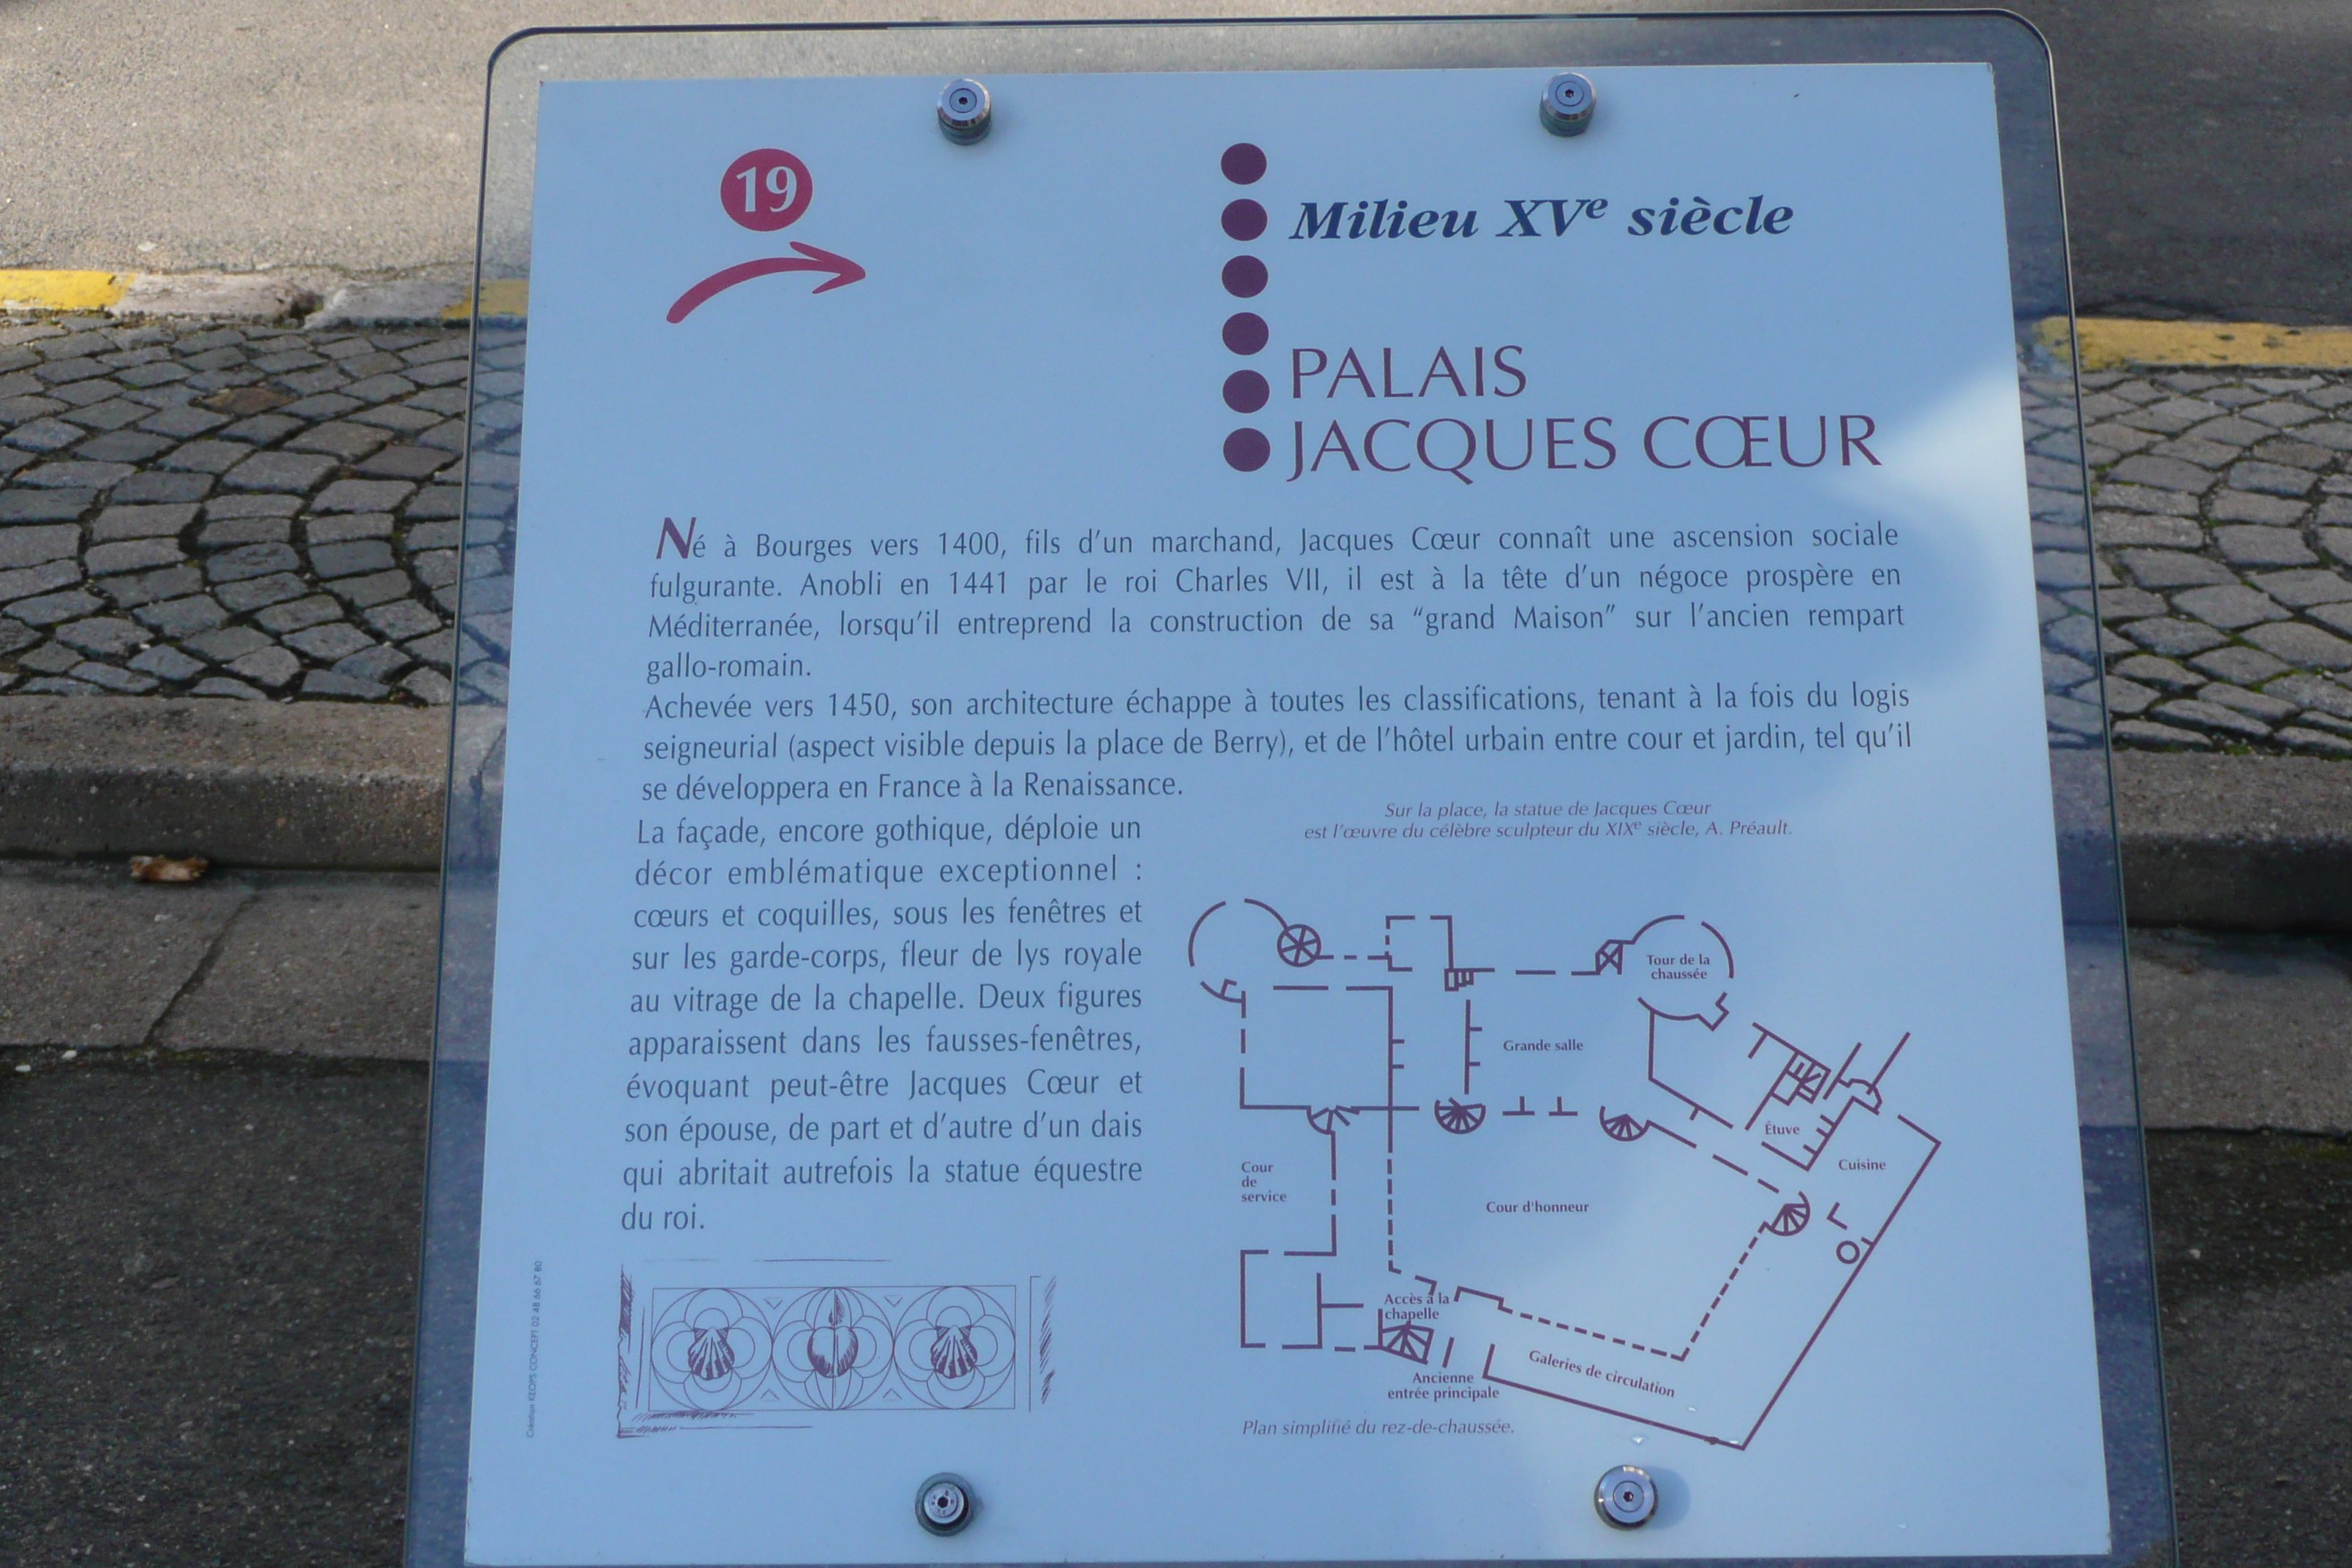 19
Milieu XVe siècle
PALAIS
JACQUES CŒUR
Né à Bourges vers 1400, fils d'un marchand, Jacques Cœur connaît une ascension sociale
fulgurante. Anobli en 1441 par le roi Charles VII, il est à la tête d'un négoce prospère en
Méditerranée, lorsqu'il entreprend la construction de sa "grand Maison" sur l'ancien rempart
gallo-romain.
Achevée vers 1450, son architecture échappe à toutes les classifications, tenant à la fois du logis
seigneurial (aspect visible depuis la place de Berry), et de l'hôtel urbain entre cour et jardin, tel qu'il
se développera en France à la Renaissance.
La façade, encore gothique, déploie un
décor emblématique exceptionnel :
cœurs et coquilles, sous les fenêtres et
sur les garde-corps, fleur de lys royale
au vitrage de la chapelle. Deux figures
apparaissent dans les fausses-fenêtres,
évoquant peut-être Jacques Cœur et
son épouse, de part et d'autre d'un dais
qui abritait autrefois la statue équestre
du roi.
Sur la place, la statue de Jacques Cœur
est l'œuvre du célèbre sculpteur du XIXe siècle, A. Préault.
Tour de la
chaussée
Grande salle
Étuve
Cuisine
Cour
de
service
Cour d'honneur
Accès à la
chapelle
Galeries de circulation
Ancienne
entrée principale
Plan simplifié du rez-de-chaussée.
Création KEOPS CONCEPT 02 48 66 67 80